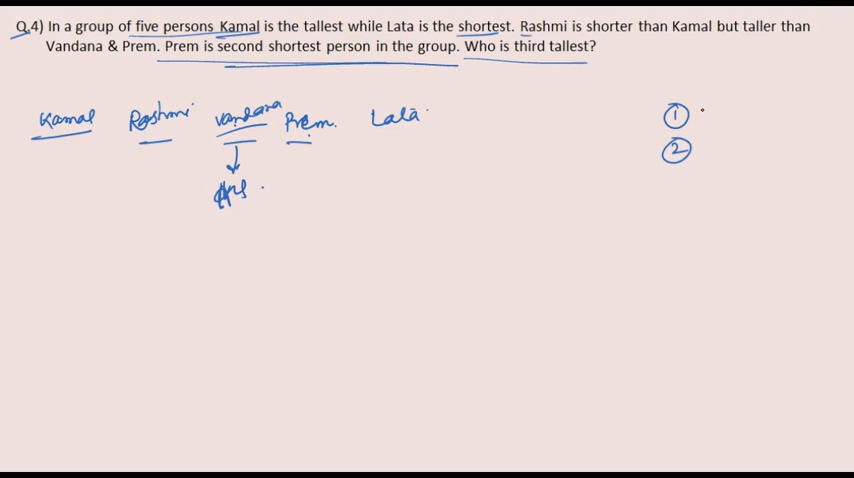 Q.4) In a group of five persons Kamal is the tallest while Lata is the shortest. Rashmi is shorter than Kamal but taller than
Vandana & Prem. Prem is second shortest person in the group. Who is third tallest?
Kamal Rashmi Vandana Prem. Lata
1
2
Ans.